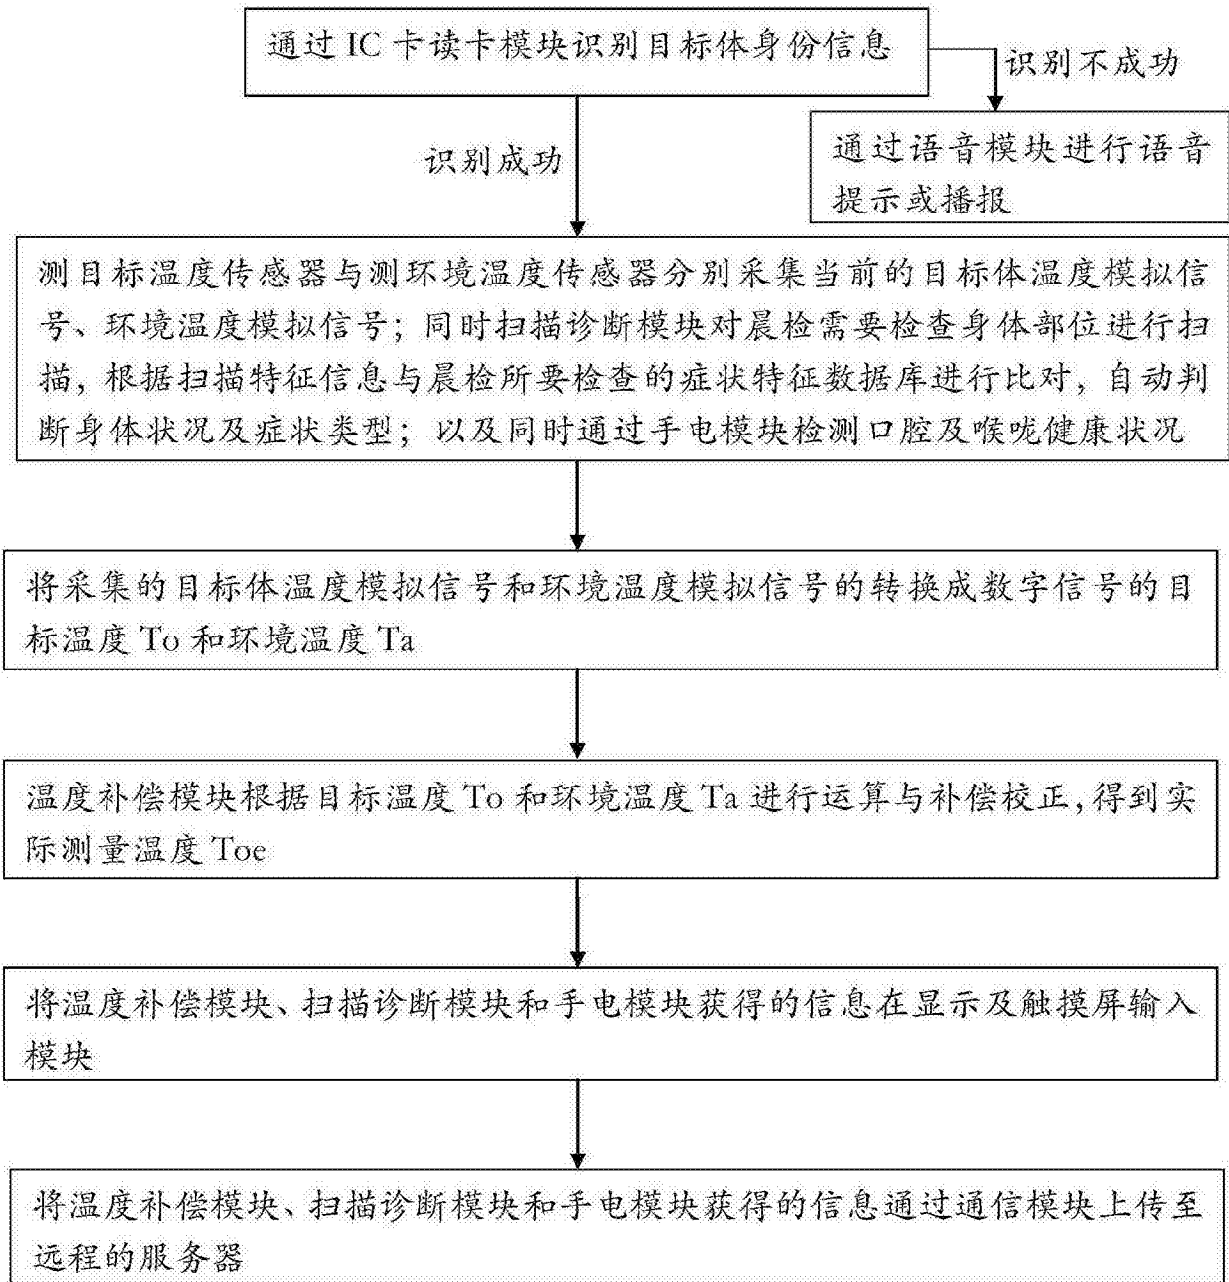 通过 IC 卡读卡模块识别目标体身份信息
识别不成功
通过语音模块进行语音
提示或播报
识别成功
测目标温度传感器与测环境温度传感器分别采集当前的目标体温度模拟信
号、环境温度模拟信号；同时扫描诊断模块对晨检需要检查身体部位进行扫
描，根据扫描特征信息与晨检所要检查的症状特征数据库进行比对，自动判
断身体状况及症状类型；以及同时通过手电模块检测口腔及喉咙健康状况
将采集的目标体温度模拟信号和环境温度模拟信号的转换成数字信号的目
标温度 To 和环境温度 Ta
温度补偿模块根据目标温度 To 和环境温度 Ta 进行运算与补偿校正，得到实
际测量温度 Toe
将温度补偿模块、扫描诊断模块和手电模块获得的信息在显示及触摸屏输入
模块
将温度补偿模块、扫描诊断模块和手电模块获得的信息通过通信模块上传至
远程的服务器